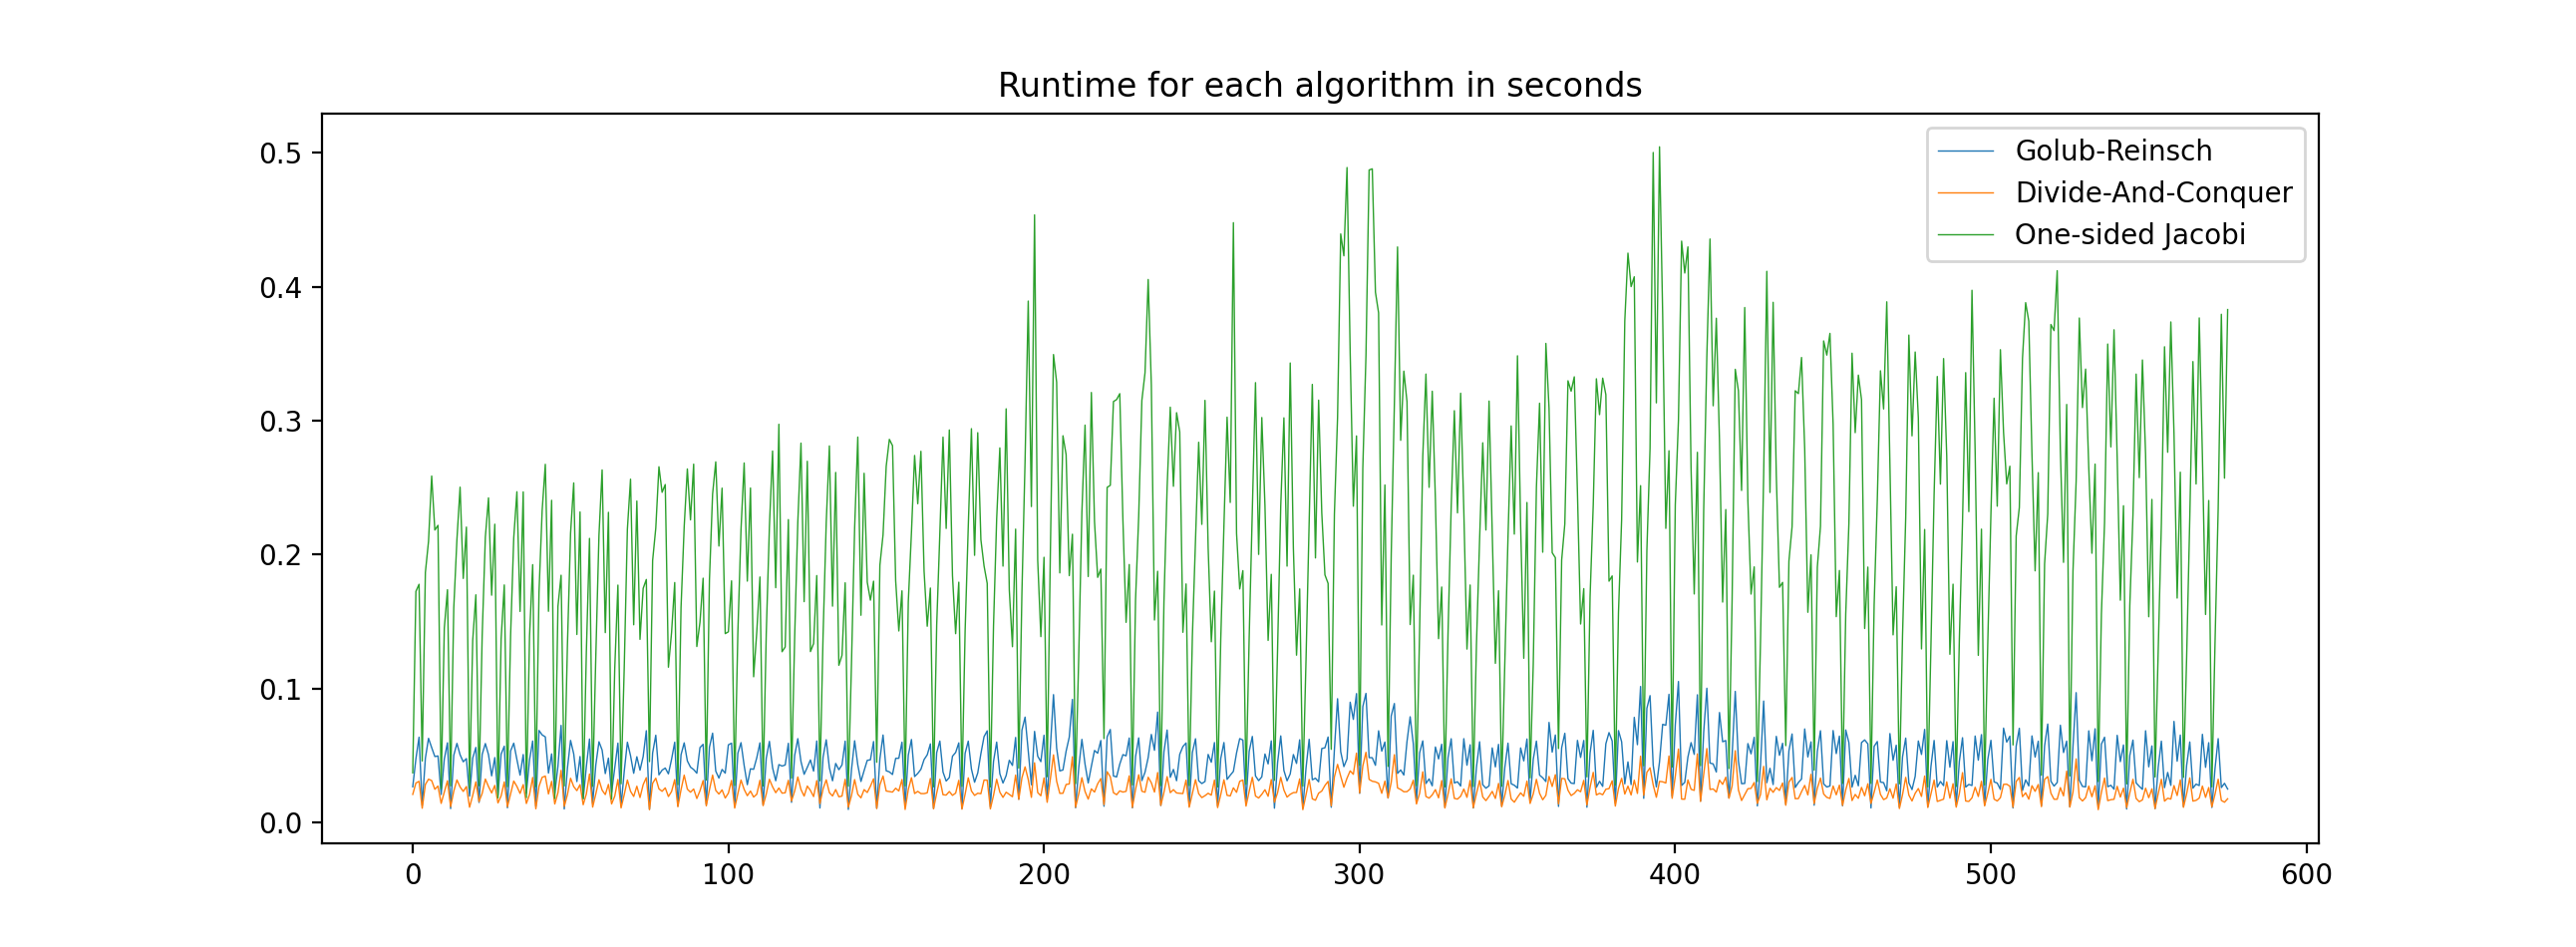 Runtime for each algorithm in seconds
0.5
0.4
0.3
0.2
0.1
0.0
Golub-Reinsch
Divide-And-Conquer
One-sided Jacobi
0 100 200 300 400 500 600